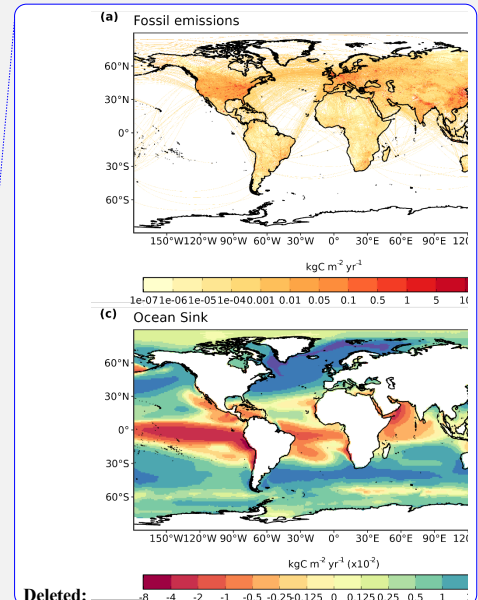 (a) Fossil emissions
60°N
30°N
0°
30°S
60°S
150°W120°W 90°W 60°W 30°W 0° 30°E 60°E 90°E 120
kgC m⁻² yr⁻¹
1e-071e-061e-051e-040.001 0.01 0.05 0.1 0.5 1 5 10
(c) Ocean Sink
60°N
30°N
0°
30°S
60°S
150°W120°W 90°W 60°W 30°W 0° 30°E 60°E 90°E 120
kgC m⁻² yr⁻¹ (x10⁻²)
-8 -4 -2 -1 -0.5 -0.25-0.125 0 0.125 0.25 0.5 1
Deleted: